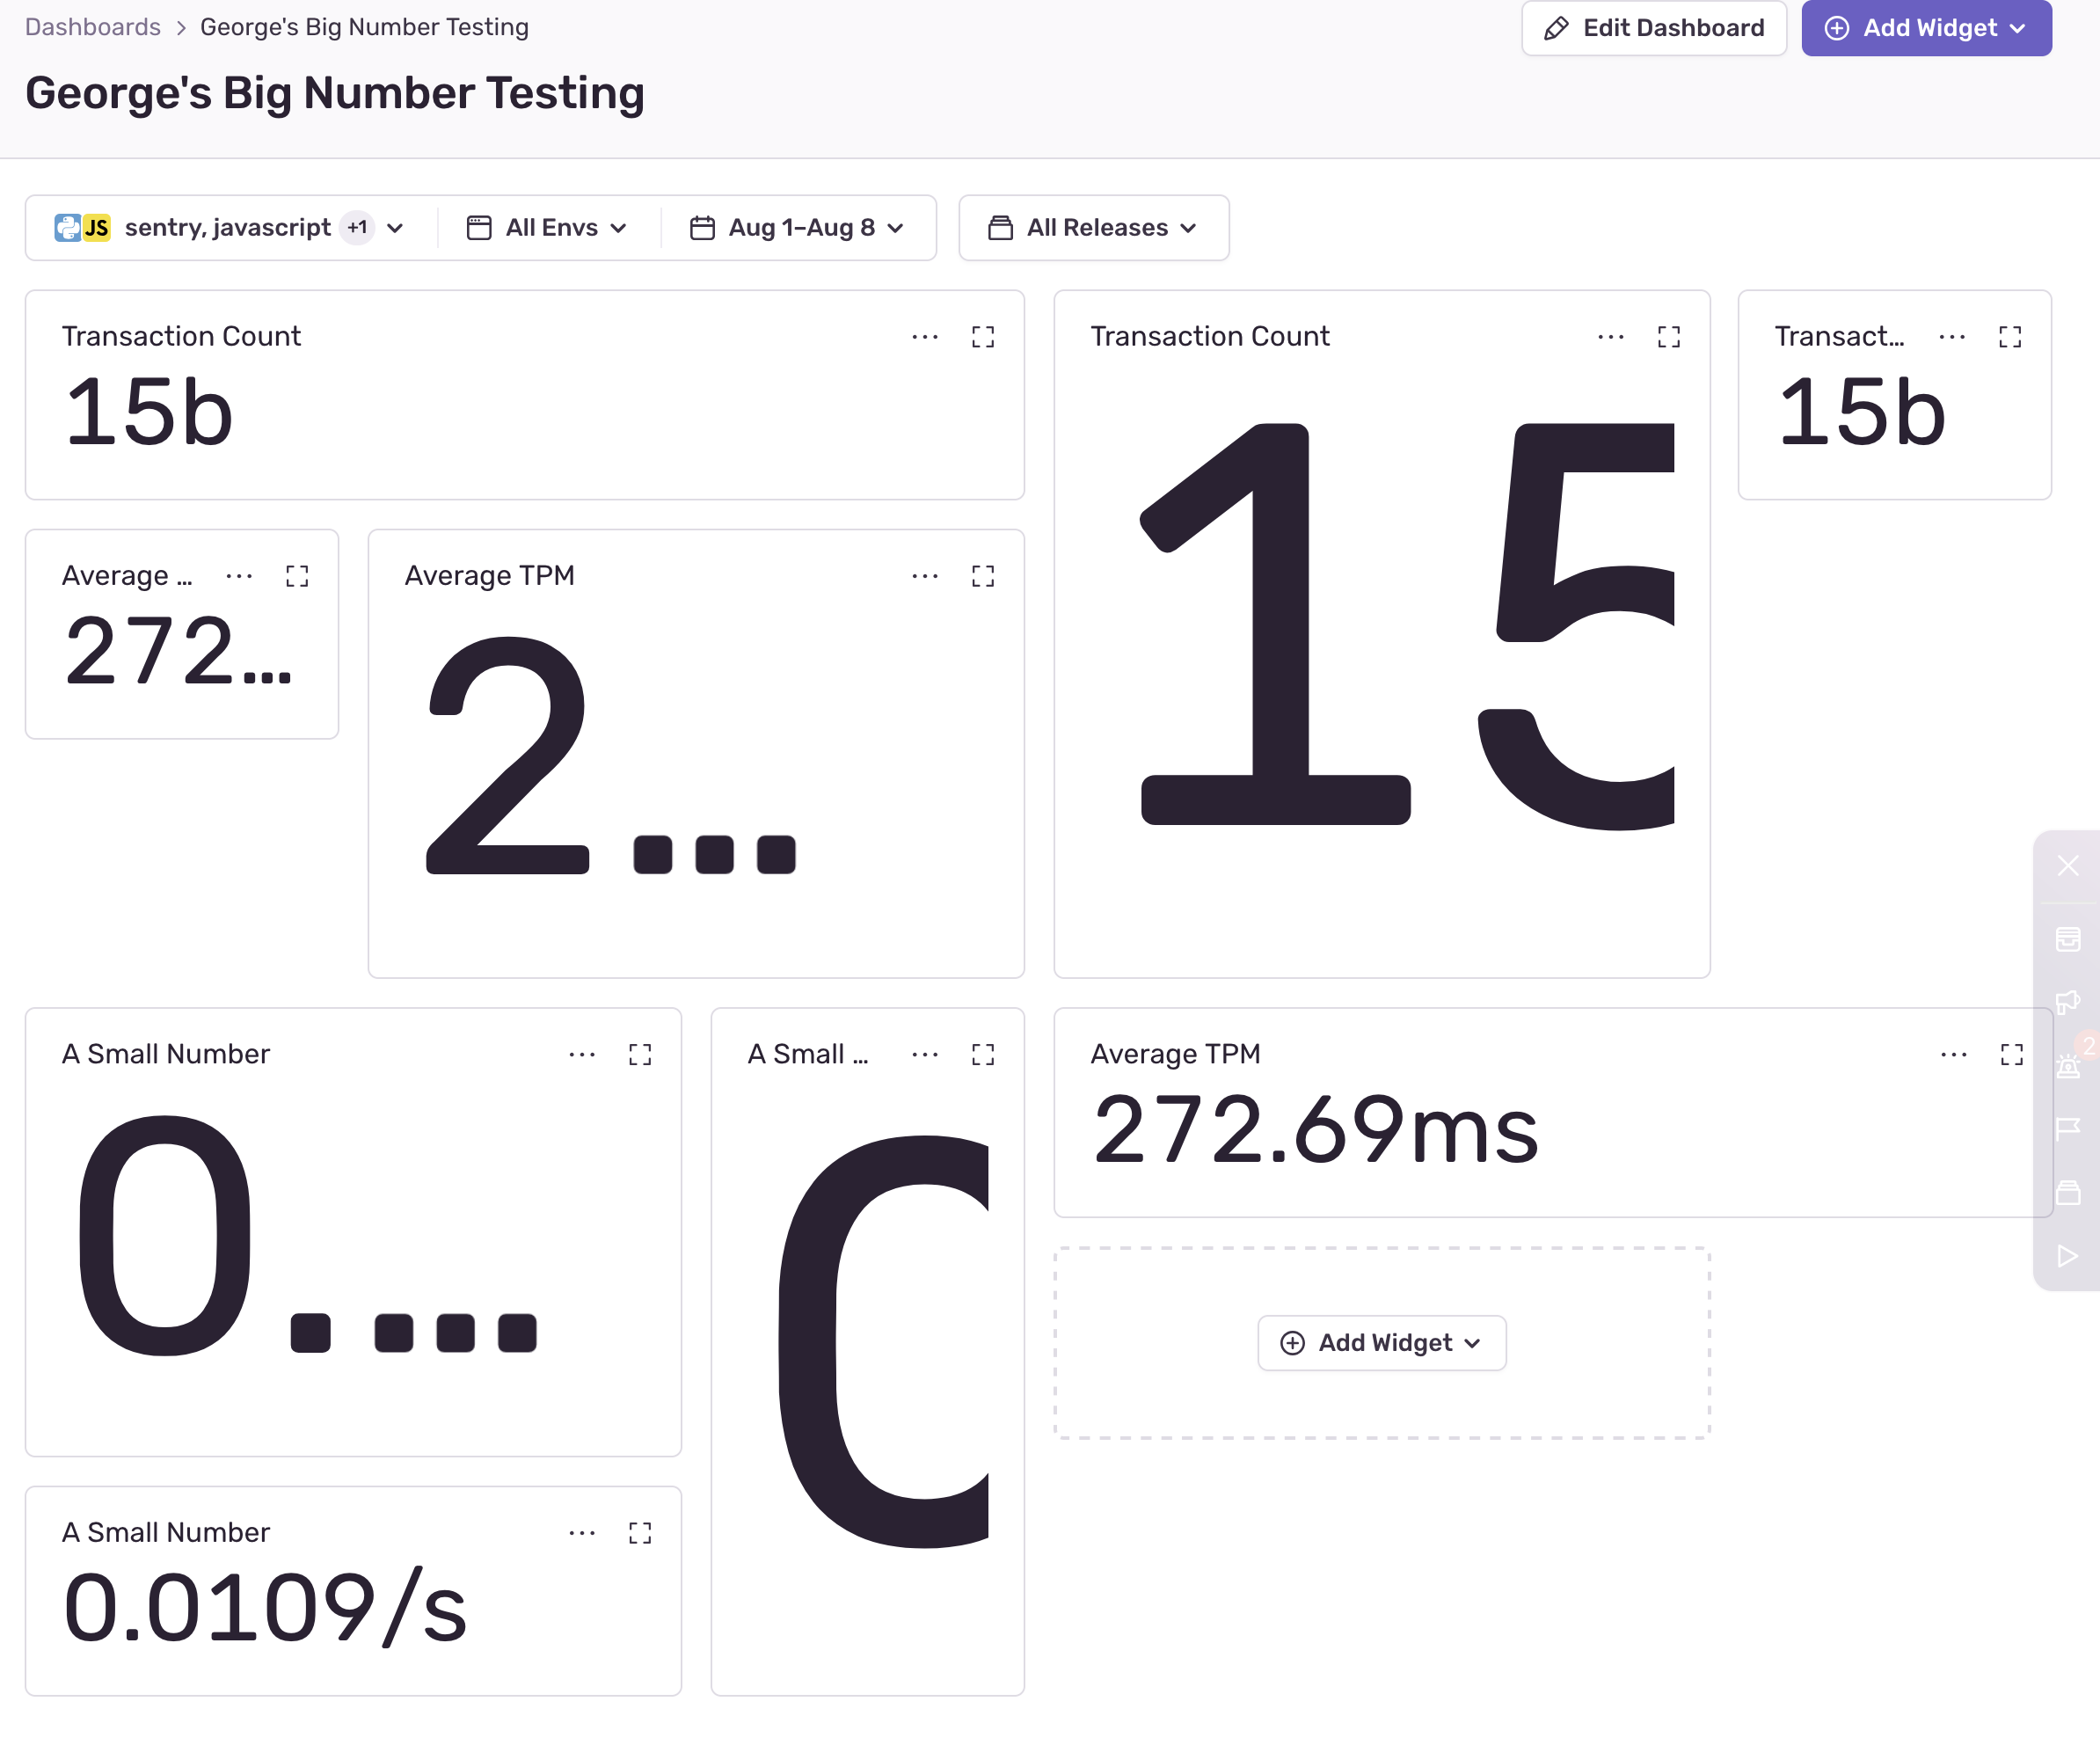 Dashboards > George's Big Number Testing
Edit Dashboard
Add Widget
George's Big Number Testing
JS sentry, javascript +1
All Envs
Aug 1–Aug 8
All Releases
Transaction Count
15b
Transaction Count
15
Transact...
15b
Average ...
272...
Average TPM
2...
A Small Number
0....
A Small ...
0
Average TPM
272.69ms
2
Add Widget
A Small Number
0.0109/s